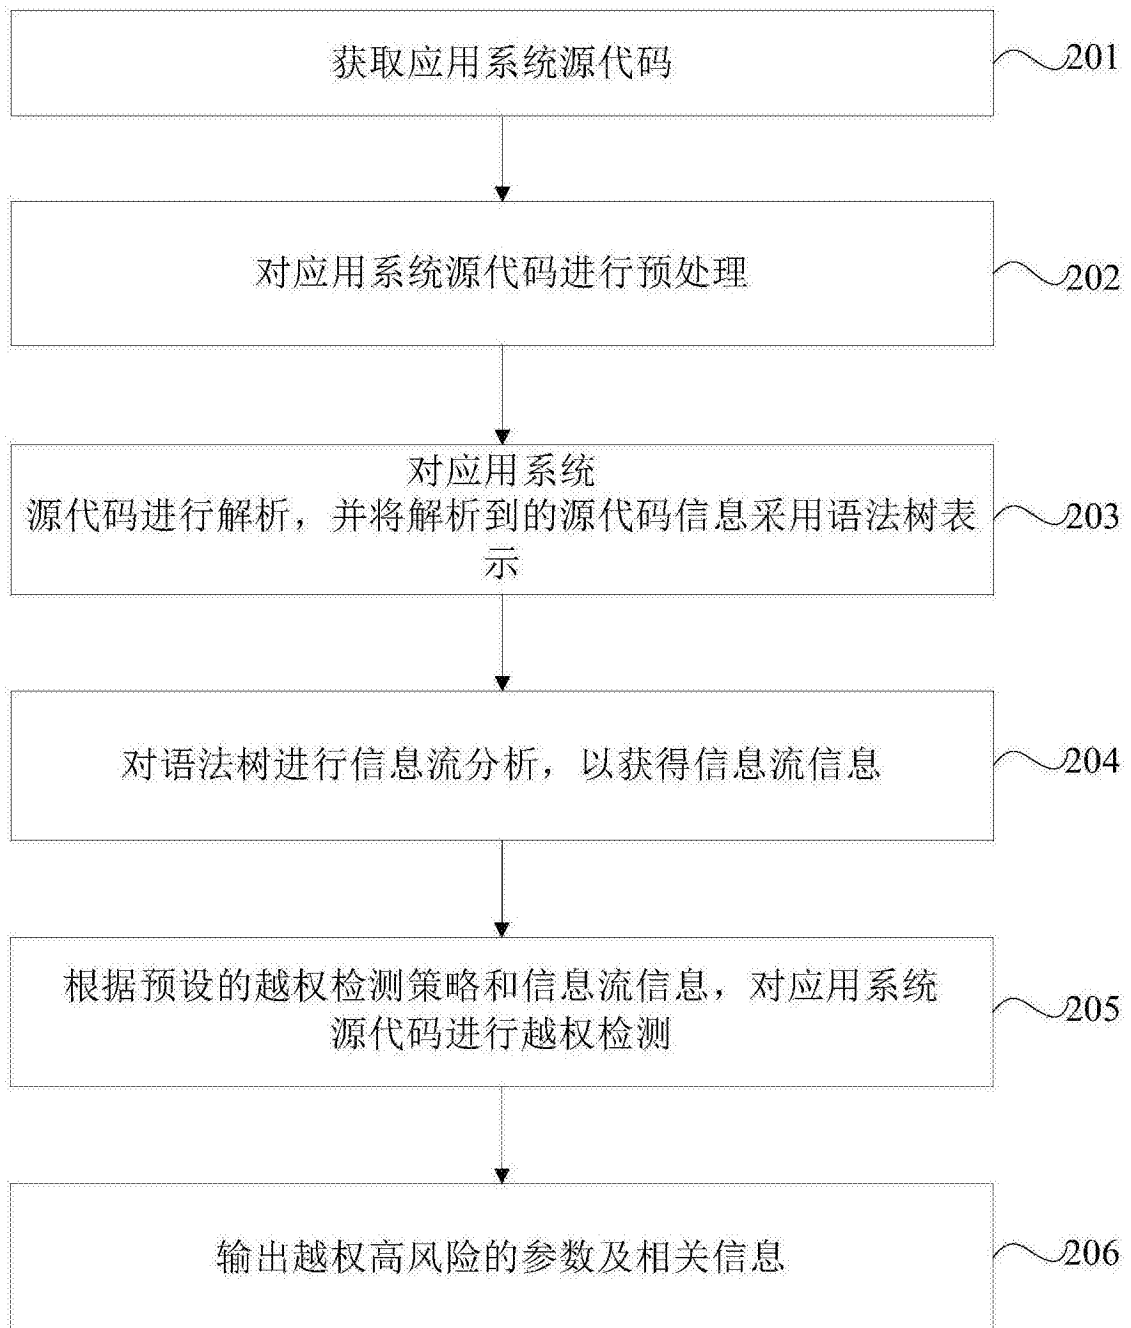 获取应用系统源代码
201
对应用系统源代码进行预处理
202
对应用系统
源代码进行解析，并将解析到的源代码信息采用语法树表
示
203
对语法树进行信息流分析，以获得信息流信息
204
根据预设的越权检测策略和信息流信息，对应用系统
源代码进行越权检测
205
输出越权高风险的参数及相关信息
206